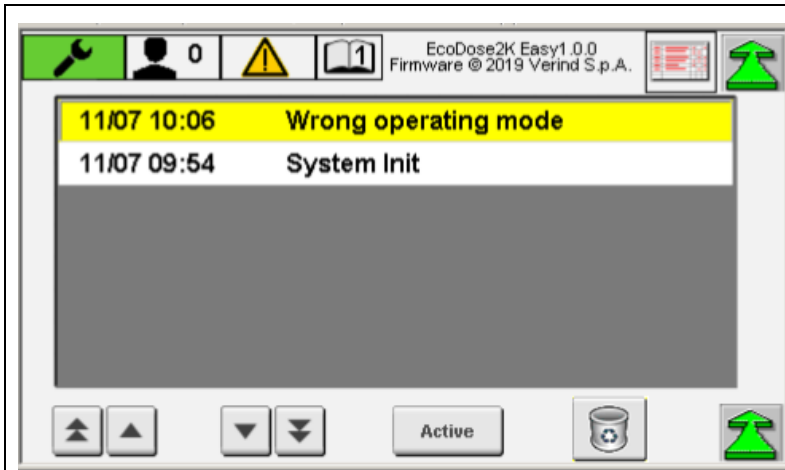 0
1
EcoDose2K Easy1.0.0
Firmware @ 2019 Verind S.p.A.
11/07 10:06 Wrong operating mode
11/07 09:54 System Init
Active